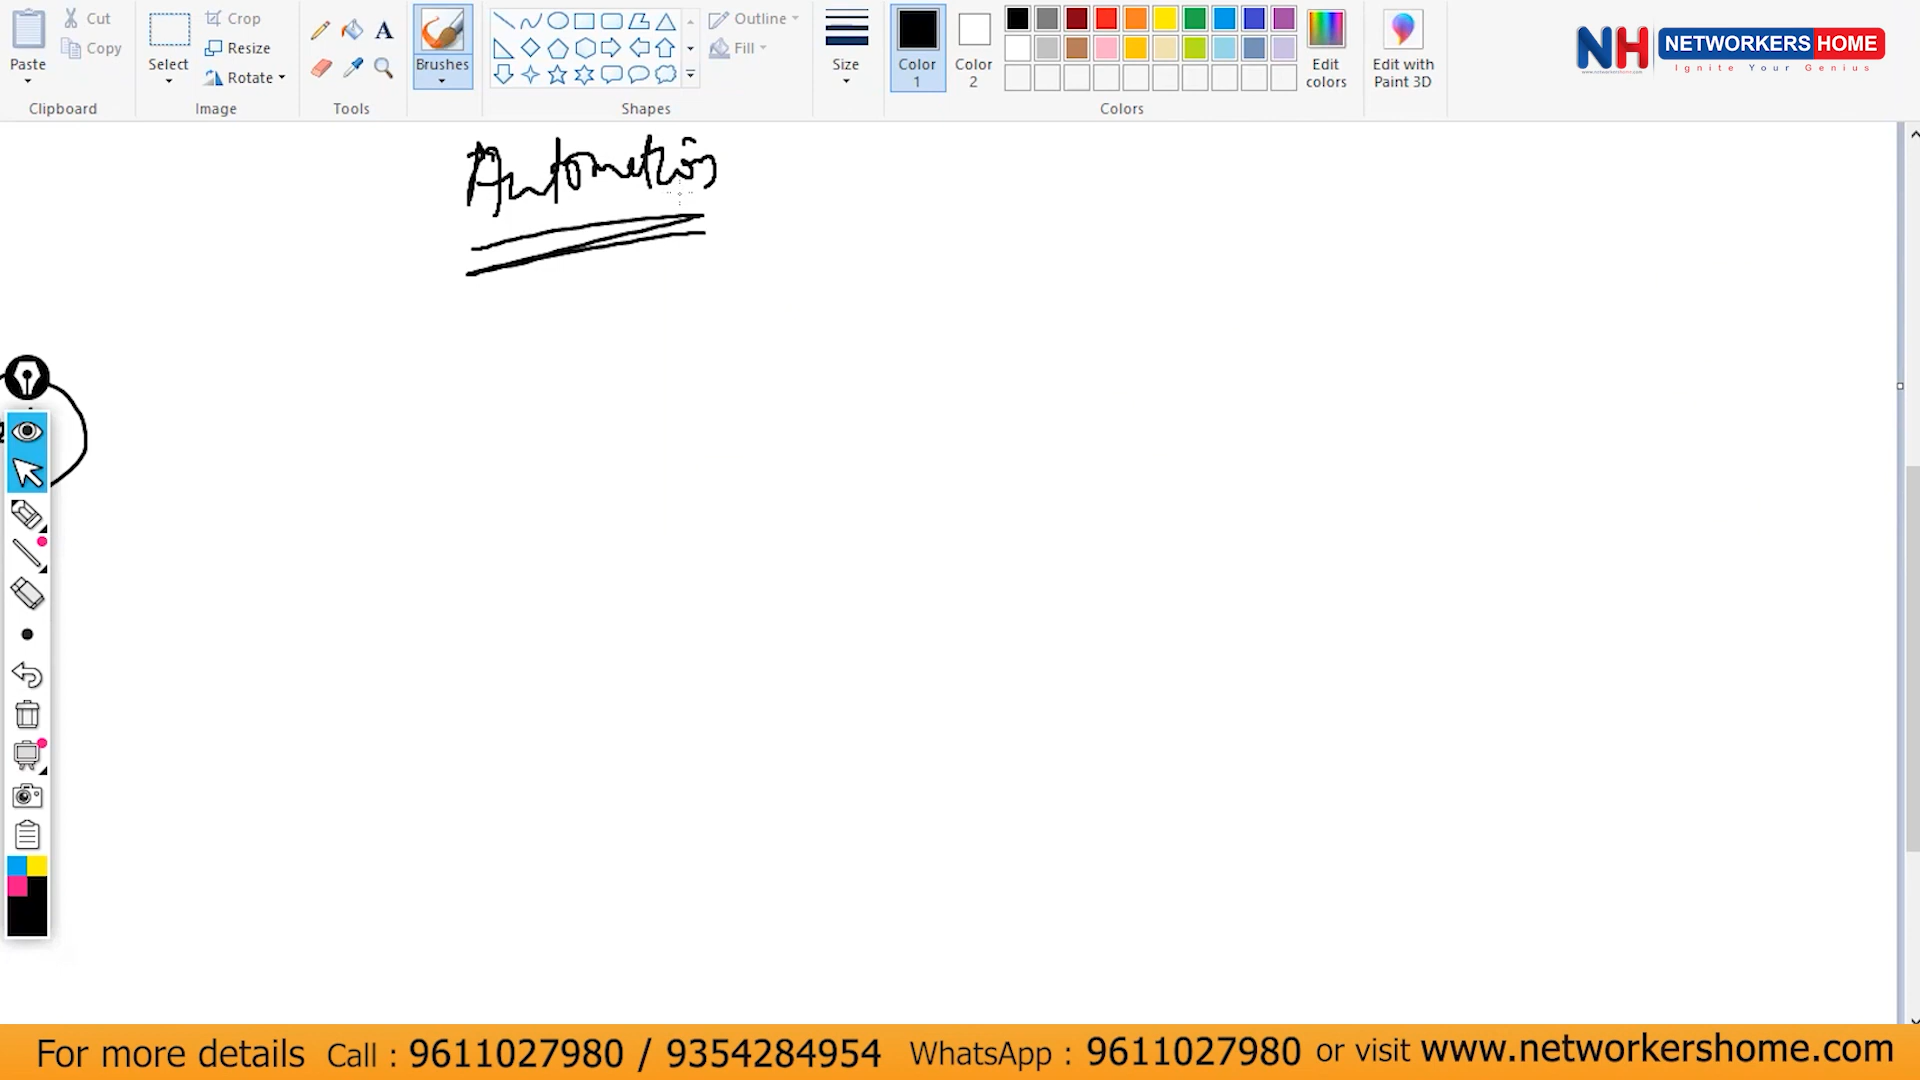 Paste
Cut
Copy
Clipboard
Select
Crop
Resize
Rotate
Image
A
Tools
Brushes
Shapes
Outline
Fill
Size
Color 1
Color 2
Colors
Edit colors
Edit with Paint 3D
NH NETWORKERS HOME
Ignite Your Genius
Automation
For more details Call : 9611027980 / 9354284954 WhatsApp : 9611027980 or visit www.networkershome.com